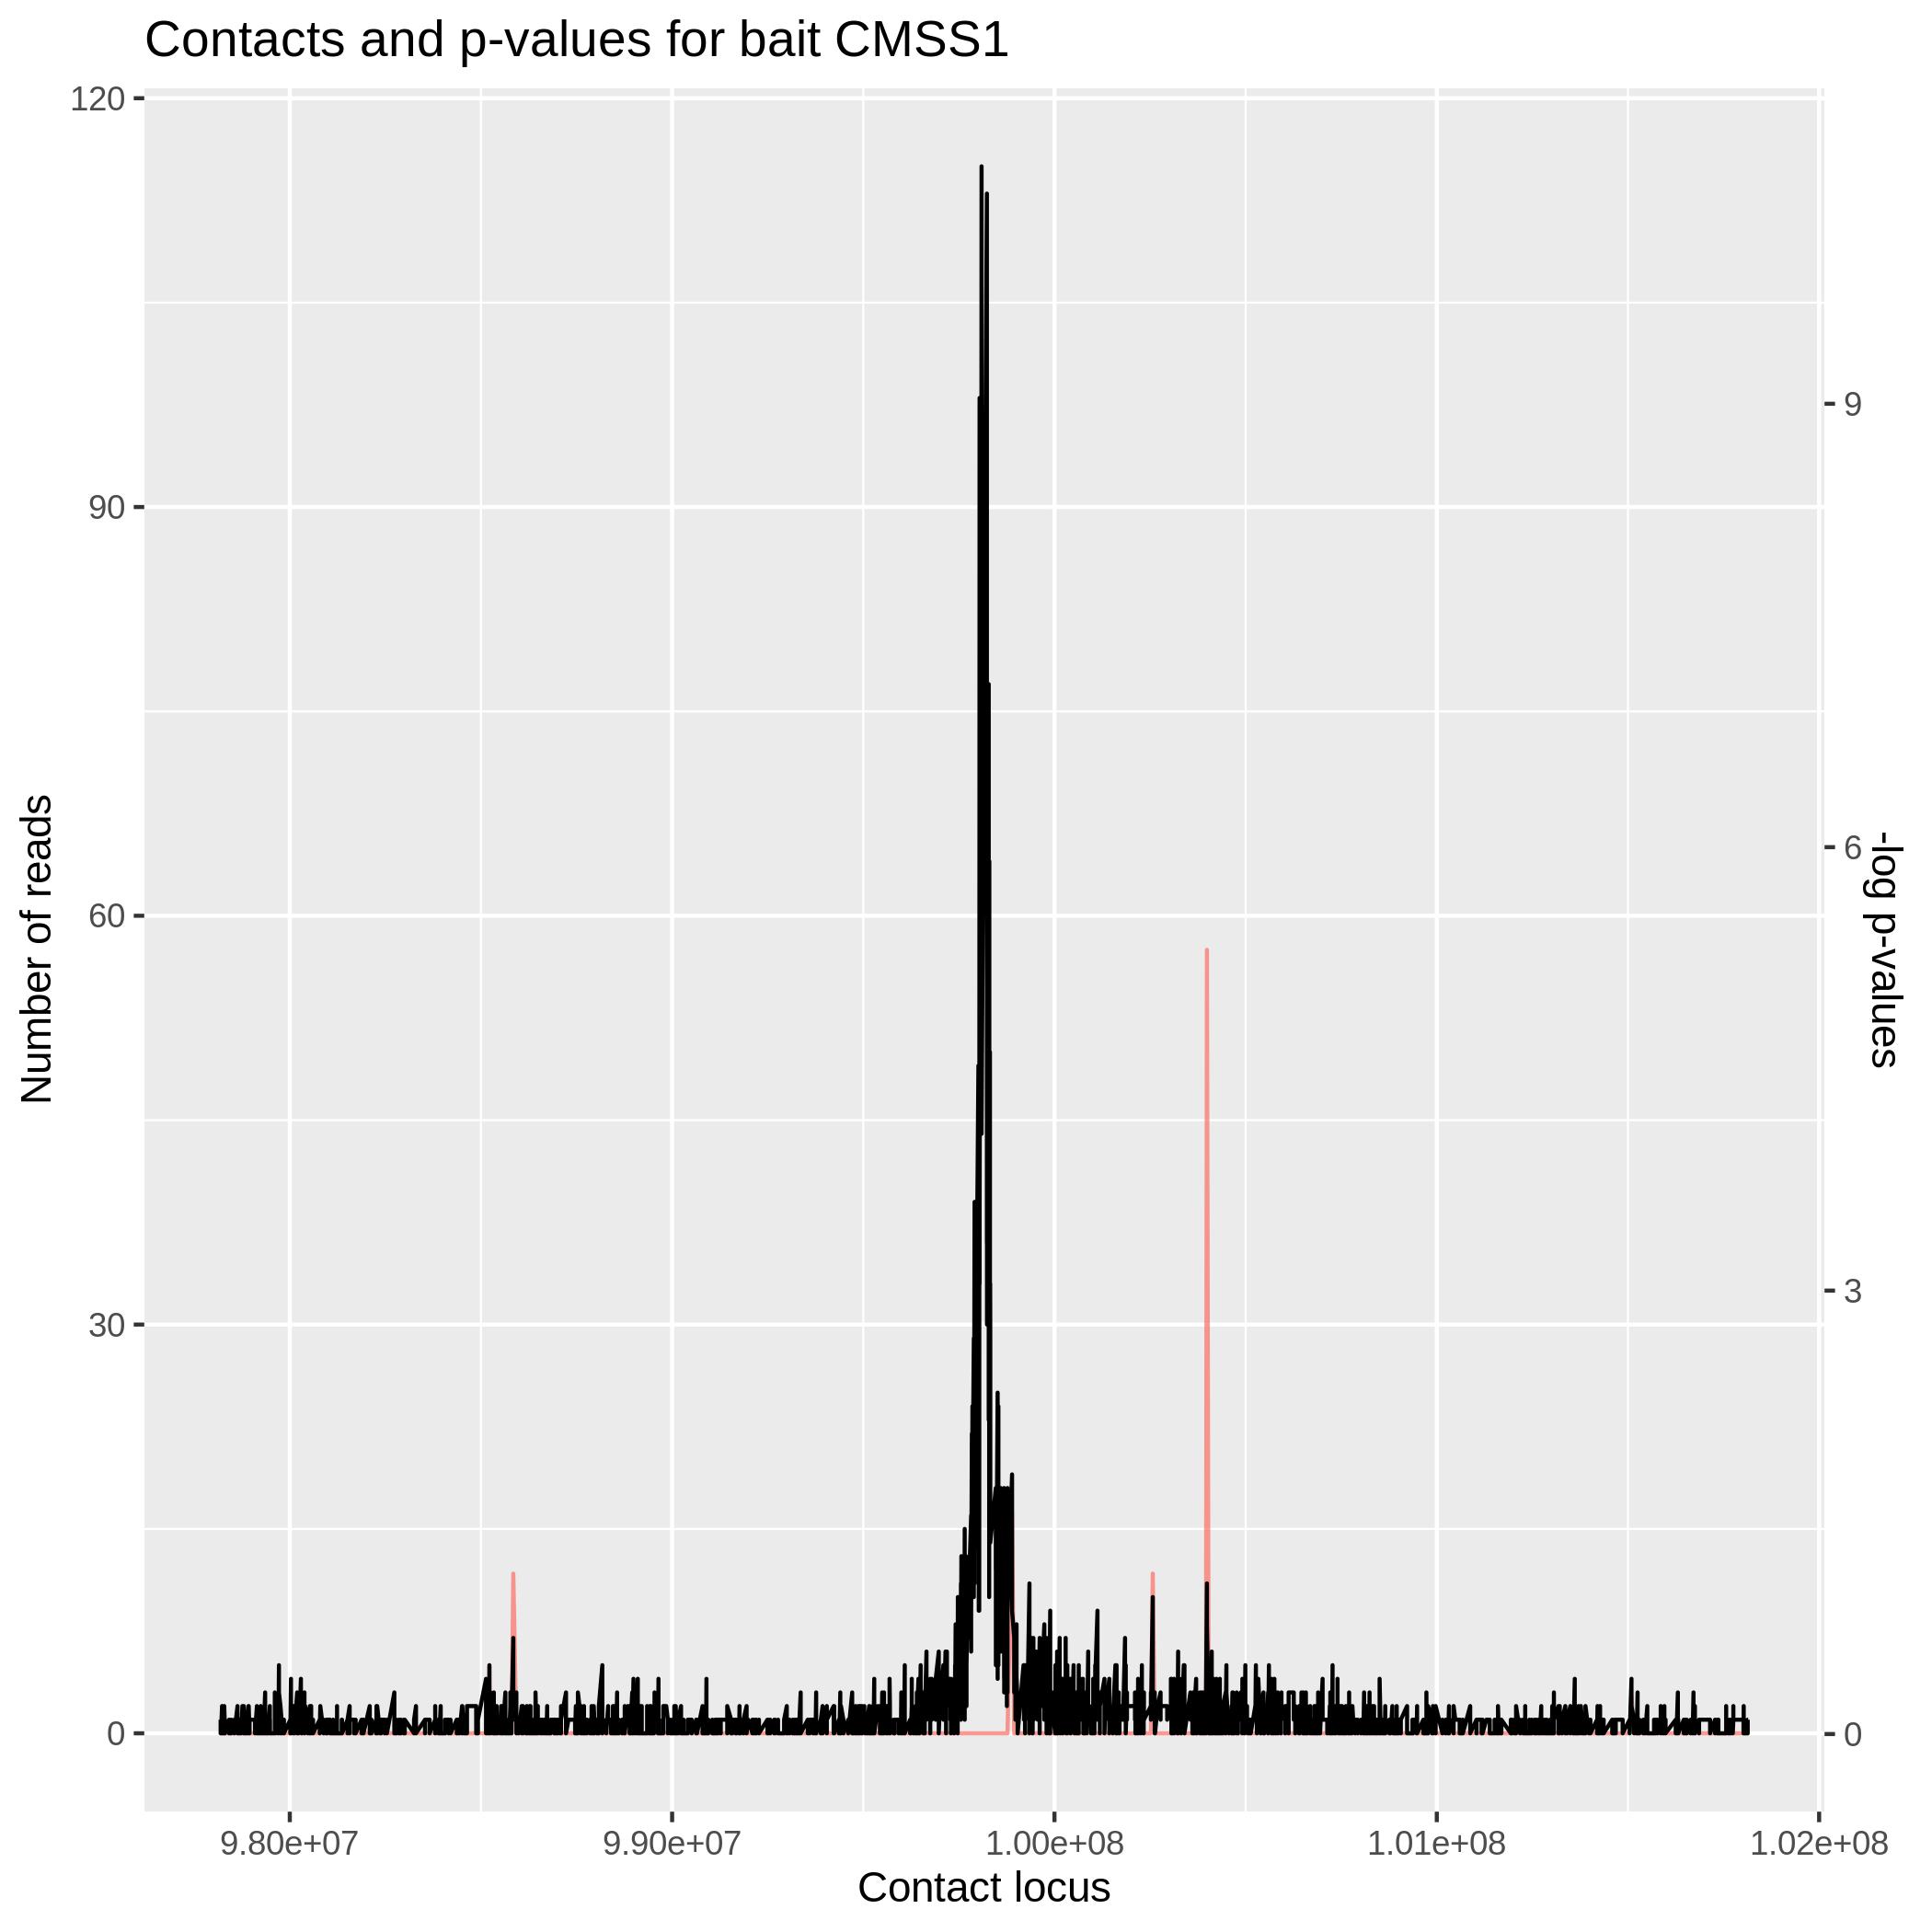 Contacts and p-values for bait CMSS1
120
90
60
30
0
Number of reads
9
6
3
0
-log p-values
9.80e+07
9.90e+07
1.00e+08
1.01e+08
1.02e+08
Contact locus